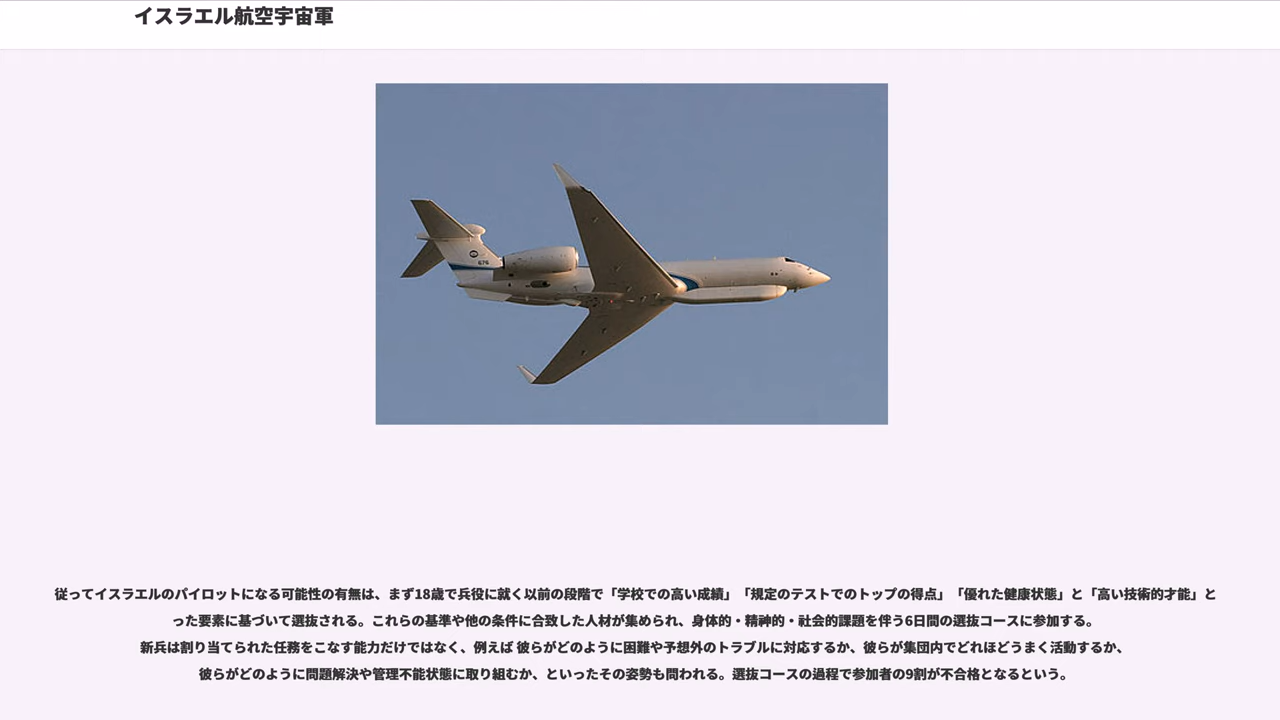 イスラエル航空宇宙軍
676
従ってイスラエルのパイロットになる可能性の有無は、まず18歳で兵役に就く以前の段階で「学校での高い成績」「規定のテストでのトップの得点」「優れた健康状態」と「高い技術的才能」と
った要素に基づいて選抜される。これらの基準や他の条件に合致した人材が集められ、身体的・精神的・社会的課題を伴う6日間の選抜コースに参加する。
新兵は割り当てられた任務をこなす能力だけではなく、例えば 彼らがどのように困難や予想外のトラブルに対応するか、彼らが集団内でどれほどうまく活動するか、
彼らがどのように問題解決や管理不能状態に取り組むか、といったその姿勢も問われる。選抜コースの過程で参加者の9割が不合格となるという。